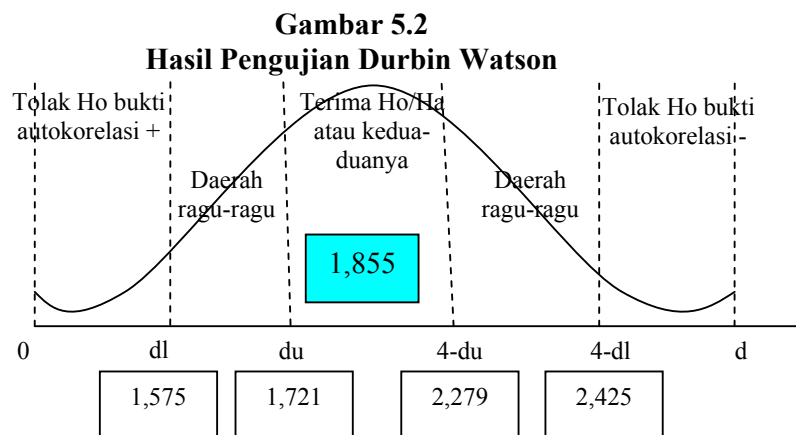 Gambar 5.2
Hasil Pengujian Durbin Watson
Tolak Ho bukti
autokorelasi +
Daerah
ragu-ragu
Terima Ho/Ha
atau kedua-
duanya
Daerah
ragu-ragu
Tolak Ho bukti
autokorelasi -
1,855
0 dl du 4-du 4-dl d
1,575 1,721 2,279 2,425